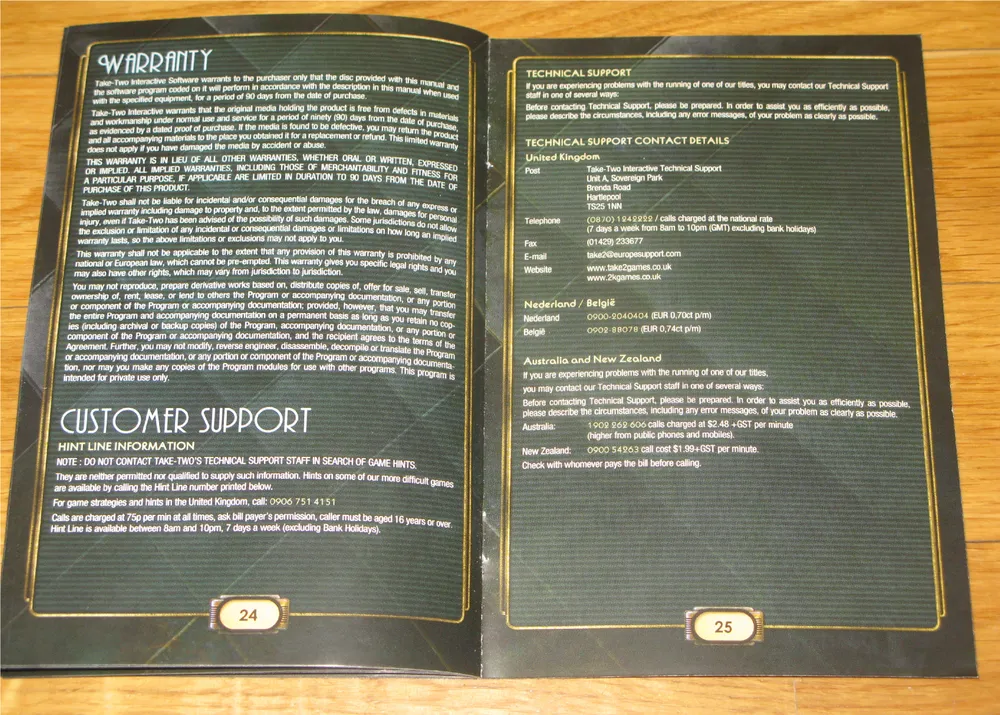 WARRANTY
Take-Two Interactive Software warrants to the purchaser only that the disc provided with this manual and
the software program coded on it will perform in accordance with the description in this manual when used
with the specified equipment, for a period of 90 days from the date of purchase.
Take-Two Interactive warrants that the original media holding the product is free from defects in materials
and workmanship under normal use and service for a period of ninety (90) days from the date of purchase,
as evidenced by a dated proof of purchase. If the media is found to be defective, you may return the product
and all accompanying materials to the place you obtained it for a replacement or refund. This limited warranty
does not apply if you have damaged the media by accident or abuse.
THIS WARRANTY IS IN LIEU OF ALL OTHER WARRANTIES, WHETHER ORAL OR WRITTEN, EXPRESSED
OR IMPLIED. ALL IMPLIED WARRANTIES, INCLUDING THOSE OF MERCHANTABILITY AND FITNESS FOR
A PARTICULAR PURPOSE, IF APPLICABLE ARE LIMITED IN DURATION TO 90 DAYS FROM THE DATE OF
PURCHASE OF THIS PRODUCT.
Take-Two shall not be liable for incidental and/or consequential damages for the breach of any express or
implied warranty including damage to property and, to the extent permitted by the law, damages for personal
injury, even if Take-Two has been advised of the possibility of such damages. Some jurisdictions do not allow
the exclusion or limitation of any incidental or consequential damages or limitations on how long an implied
warranty lasts, so the above limitations or exclusions may not apply to you.
This warranty shall not be applicable to the extent that any provision of this warranty is prohibited by any
national or European law, which cannot be pre-empted. This warranty gives you specific legal rights and you
may also have other rights, which may vary from jurisdiction to jurisdiction.
You may not reproduce, prepare derivative works based on, distribute copies of, offer for sale, sell, transfer
ownership of, rent, lease, or lend to others the Program or accompanying documentation, or any portion
or component of the Program or accompanying documentation; provided, however, that you may transfer
the entire Program and accompanying documentation on a permanent basis as long as you retain no cop-
ies (including archival or backup copies) of the Program, accompanying documentation, or any portion or
component of the Program or accompanying documentation, and the recipient agrees to the terms of the
Agreement. Further, you may not modify, reverse engineer, disassemble, decompile or translate the Program
or accompanying documentation, or any portion or component of the Program or accompanying documenta-
tion, nor may you make any copies of the Program modules for use with other programs. This program is
intended for private use only.
CUSTOMER SUPPORT
HINT LINE INFORMATION
NOTE : DO NOT CONTACT TAKE-TWO'S TECHNICAL SUPPORT STAFF IN SEARCH OF GAME HINTS.
They are neither permitted nor qualified to supply such information. Hints on some of our more difficult games
are available by calling the Hint Line number printed below.
For game strategies and hints in the United Kingdom, call: 0906 751 4151
Calls are charged at 75p per min at all times, ask bill payer's permission, caller must be aged 16 years or over.
Hint Line is available between 8am and 10pm, 7 days a week (excluding Bank Holidays).
24
TECHNICAL SUPPORT
If you are experiencing problems with the running of one of our titles, you may contact our Technical Support
staff in one of several ways:
Before contacting Technical Support, please be prepared. In order to assist you as efficiently as possible,
please describe the circumstances, including any error messages, of your problem as clearly as possible.
TECHNICAL SUPPORT CONTACT DETAILS
United Kingdom
Post Take-Two Interactive Technical Support
Unit A, Sovereign Park
Brenda Road
Hartlepool
TS25 1NN
Telephone (0870) 1242222 / calls charged at the national rate
(7 days a week from 8am to 10pm (GMT) excluding bank holidays)
Fax (01429) 233677
E-mail take2@europesupport.com
Website www.take2games.co.uk
www.2kgames.co.uk
Nederland / België
Nederland 0900-2040404 (EUR 0,70ct p/m)
België 0902-88078 (EUR 0,74ct p/m)
Australia and New Zealand
If you are experiencing problems with the running of one of our titles,
you may contact our Technical Support staff in one of several ways:
Before contacting Technical Support, please be prepared. In order to assist you as efficiently as possible,
please describe the circumstances, including any error messages, of your problem as clearly as possible.
Australia: 1902 262 606 calls charged at $2.48 +GST per minute
(higher from public phones and mobiles).
New Zealand: 0900 54263 call cost $1.99+GST per minute.
Check with whomever pays the bill before calling.
25